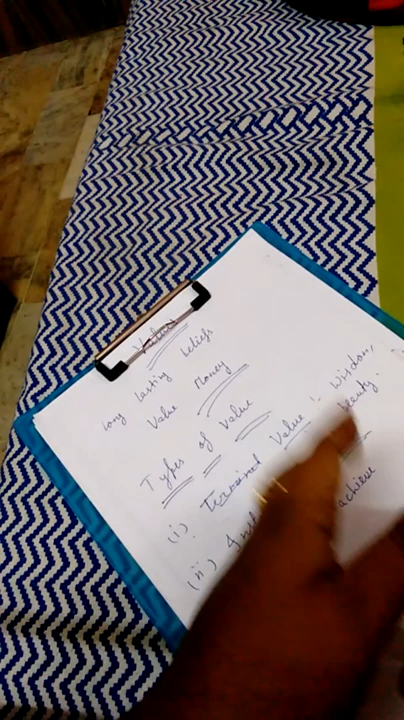 Values
long lasting beliefs
Value Money
Types of Value
(i). Terminal Value :. Wisdom,
beauty.
(ii)
achieve